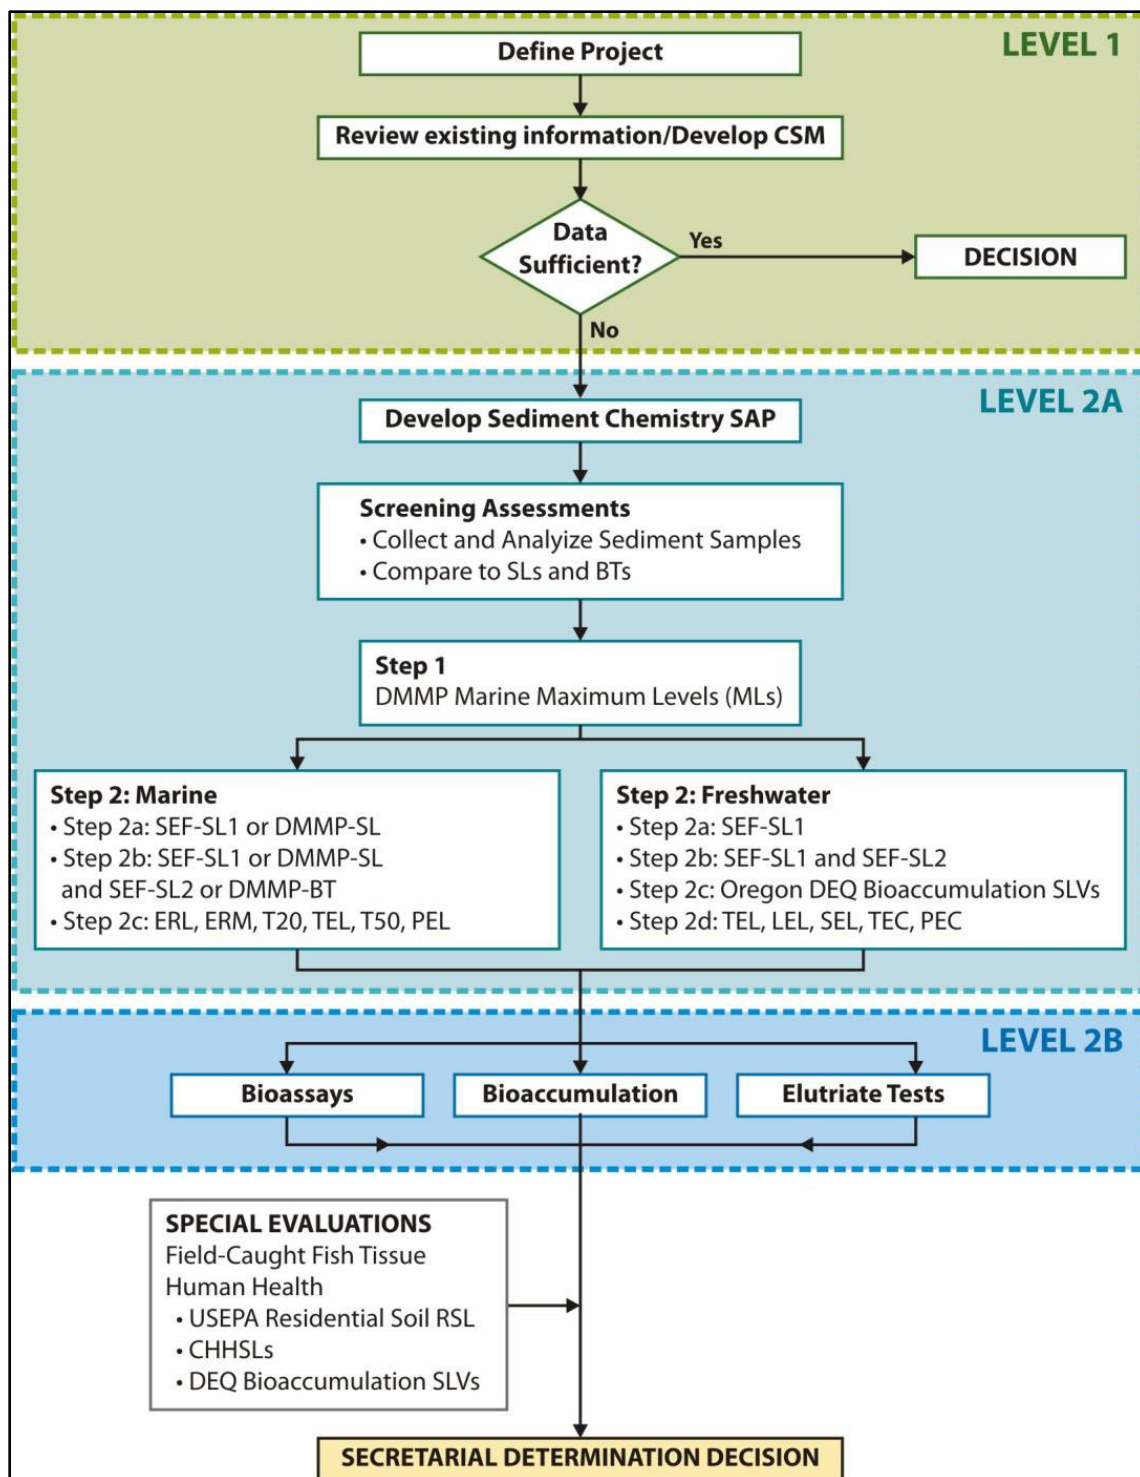 LEVEL 1
Define Project
Review existing information/Develop CSM
Data
Sufficient?
Yes
DECISION
No
LEVEL 2A
Develop Sediment Chemistry SAP
Screening Assessments
• Collect and Analyize Sediment Samples
• Compare to SLs and BTs
Step 1
DMMP Marine Maximum Levels (MLs)
Step 2: Marine
• Step 2a: SEF-SL1 or DMMP-SL
• Step 2b: SEF-SL1 or DMMP-SL
and SEF-SL2 or DMMP-BT
• Step 2c: ERL, ERM, T20, TEL, T50, PEL
Step 2: Freshwater
• Step 2a: SEF-SL1
• Step 2b: SEF-SL1 and SEF-SL2
• Step 2c: Oregon DEQ Bioaccumulation SLVs
• Step 2d: TEL, LEL, SEL, TEC, PEC
LEVEL 2B
Bioassays
Bioaccumulation
Elutriate Tests
SPECIAL EVALUATIONS
Field-Caught Fish Tissue
Human Health
• USEPA Residential Soil RSL
• CHHSLs
• DEQ Bioaccumulation SLVs
SECRETARIAL DETERMINATION DECISION